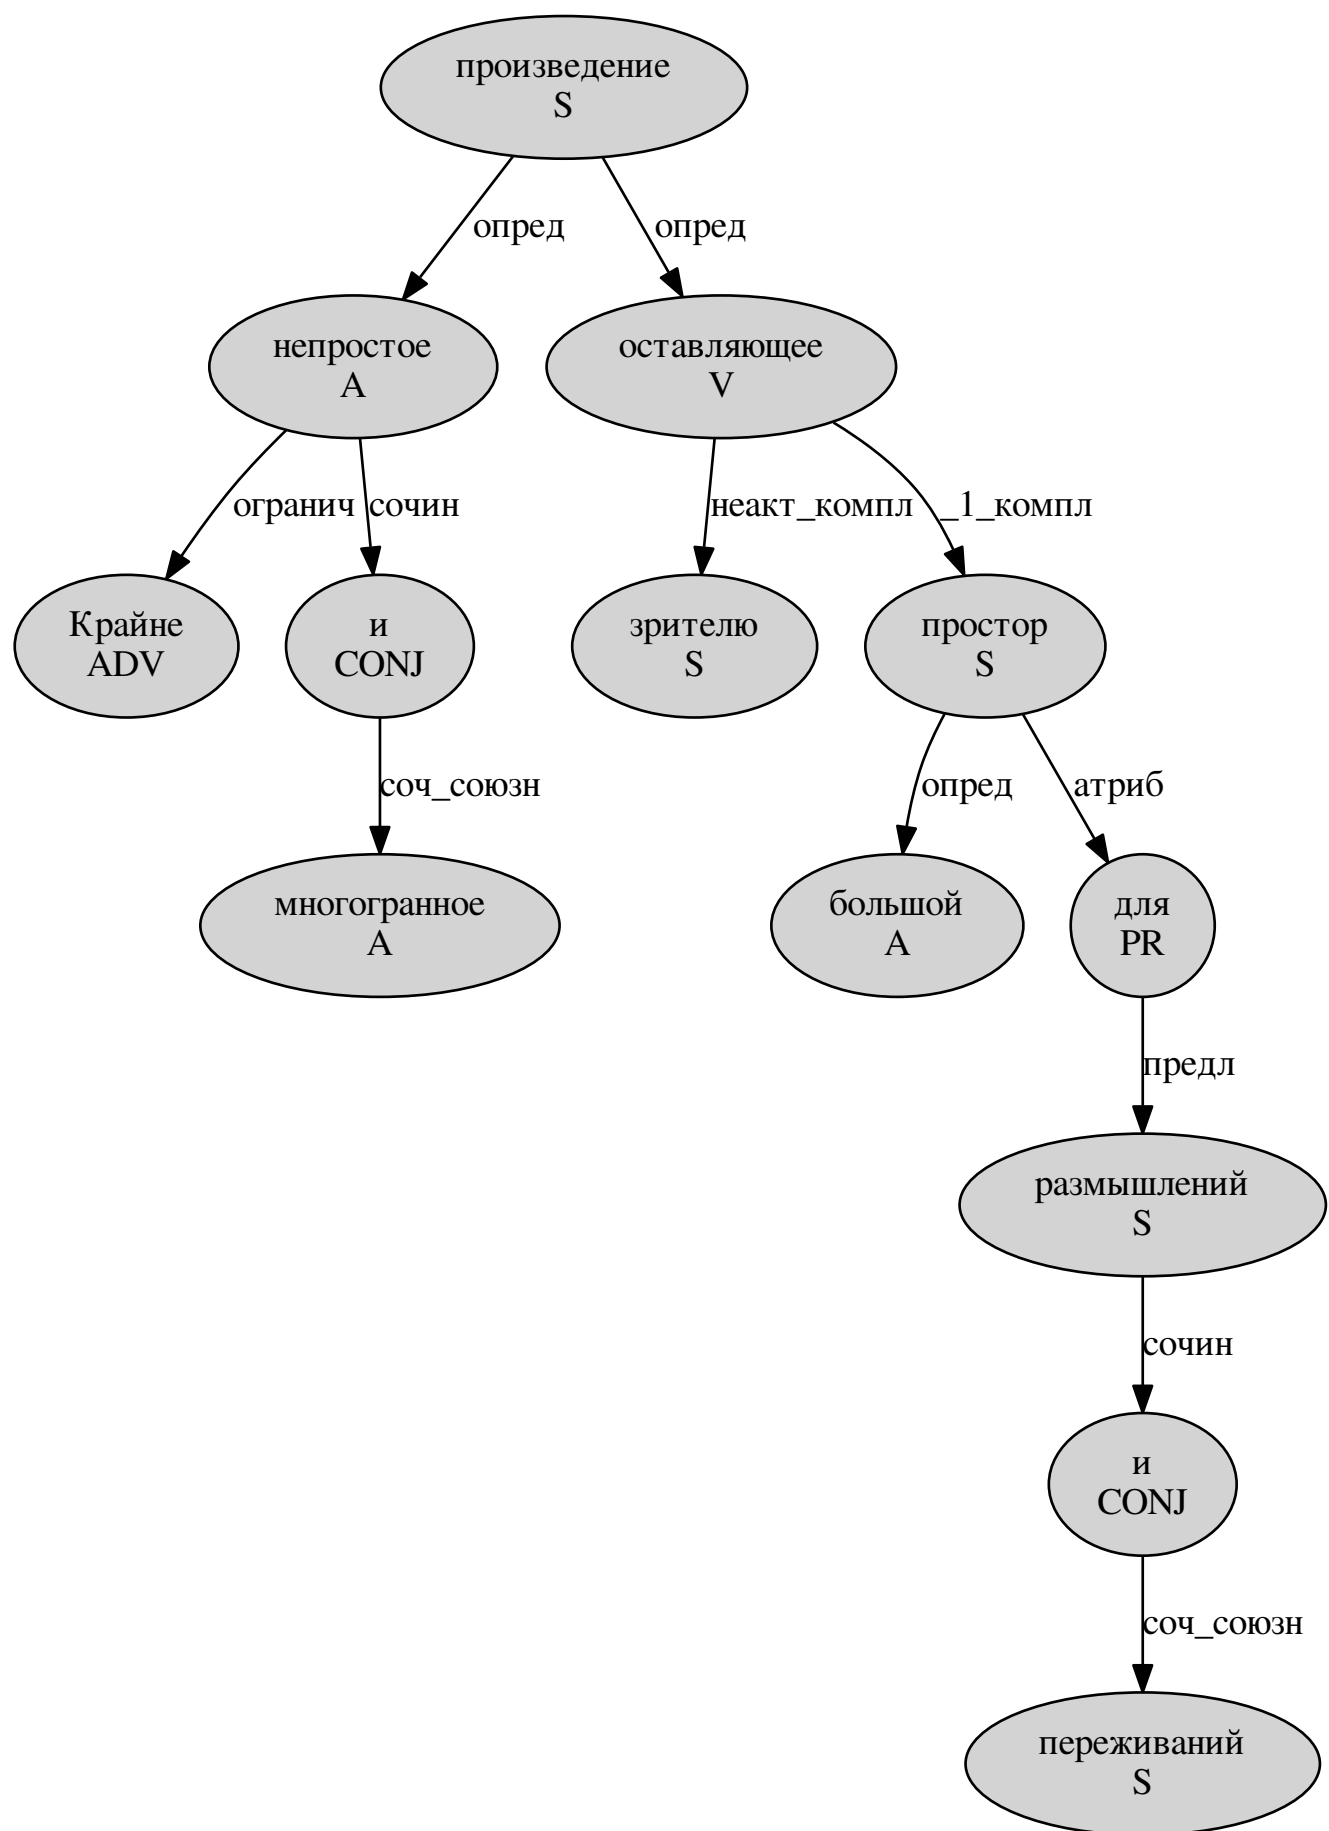 произведение
S
опред
опред
непростое
A
оставляющее
V
огранич
сочин
неакт_компл
_1_компл
Крайне
ADV
и
CONJ
зрителю
S
простор
S
соч_союзн
опред
атриб
многогранное
A
большой
A
для
PR
предл
размышлений
S
сочин
и
CONJ
соч_союзн
переживаний
S